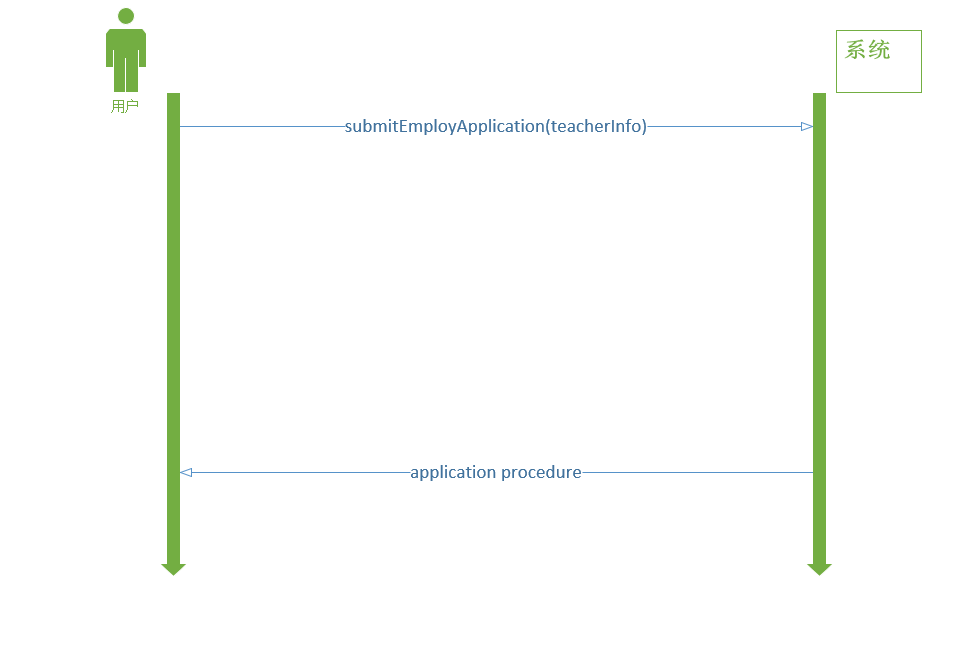 系统
用户
submitEmployApplication(teacherInfo)
application procedure